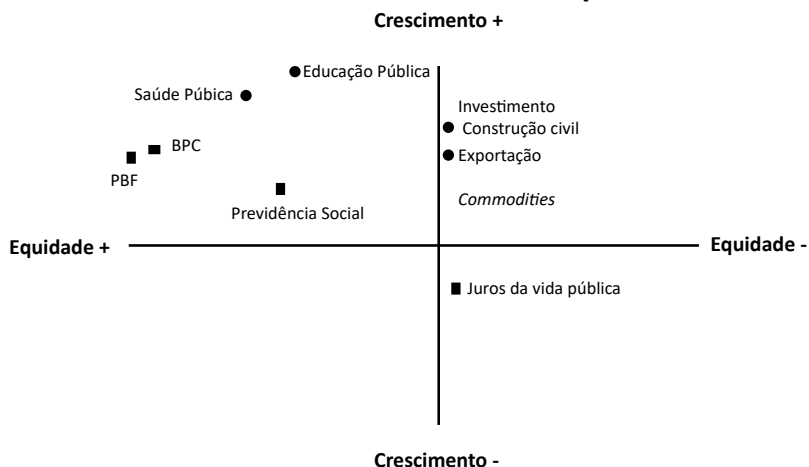 Crescimento +
Educação Pública
Saúde Púbica
Investimento
Construção civil
BPC
Exportação
PBF
Commodities
Previdência Social
Equidade +
Equidade -
Juros da vida pública
Crescimento -